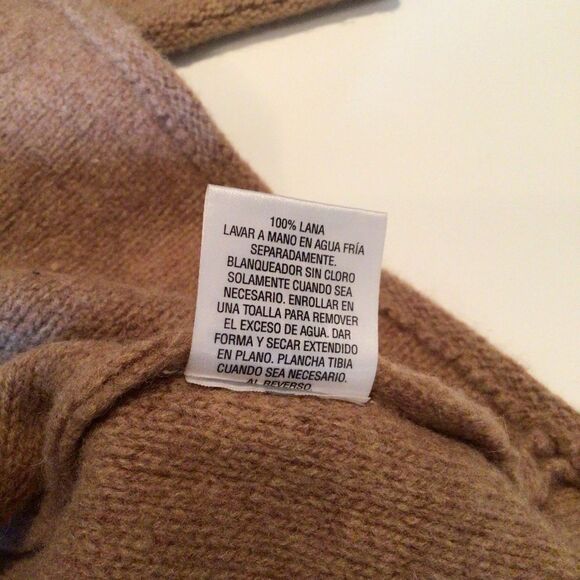 100% LANA
LAVAR A MANO EN AGUA FRÍA
SEPARADAMENTE.
BLANQUEADOR SIN CLORO
SOLAMENTE CUANDO SEA
NECESARIO. ENROLLAR EN
UNA TOALLA PARA REMOVER
EL EXCESO DE AGUA. DAR
FORMA Y SECAR EXTENDIDO
EN PLANO. PLANCHA TIBIA
CUANDO SEA NECESARIO.
AL REVERSO